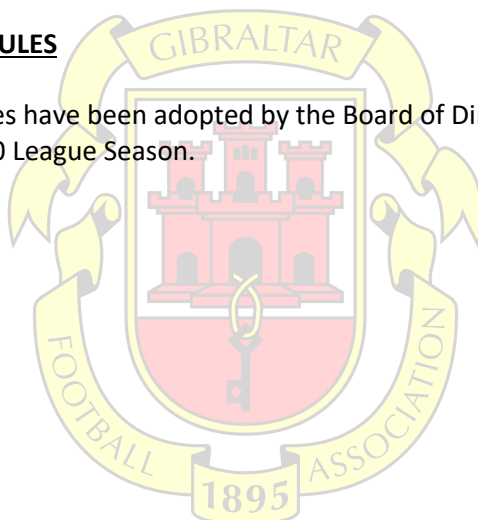 ULES
GIBRALTAR
es have been adopted by the Board of Di
0 League Season.
FOOTBALL
ASSOCIATION
1895